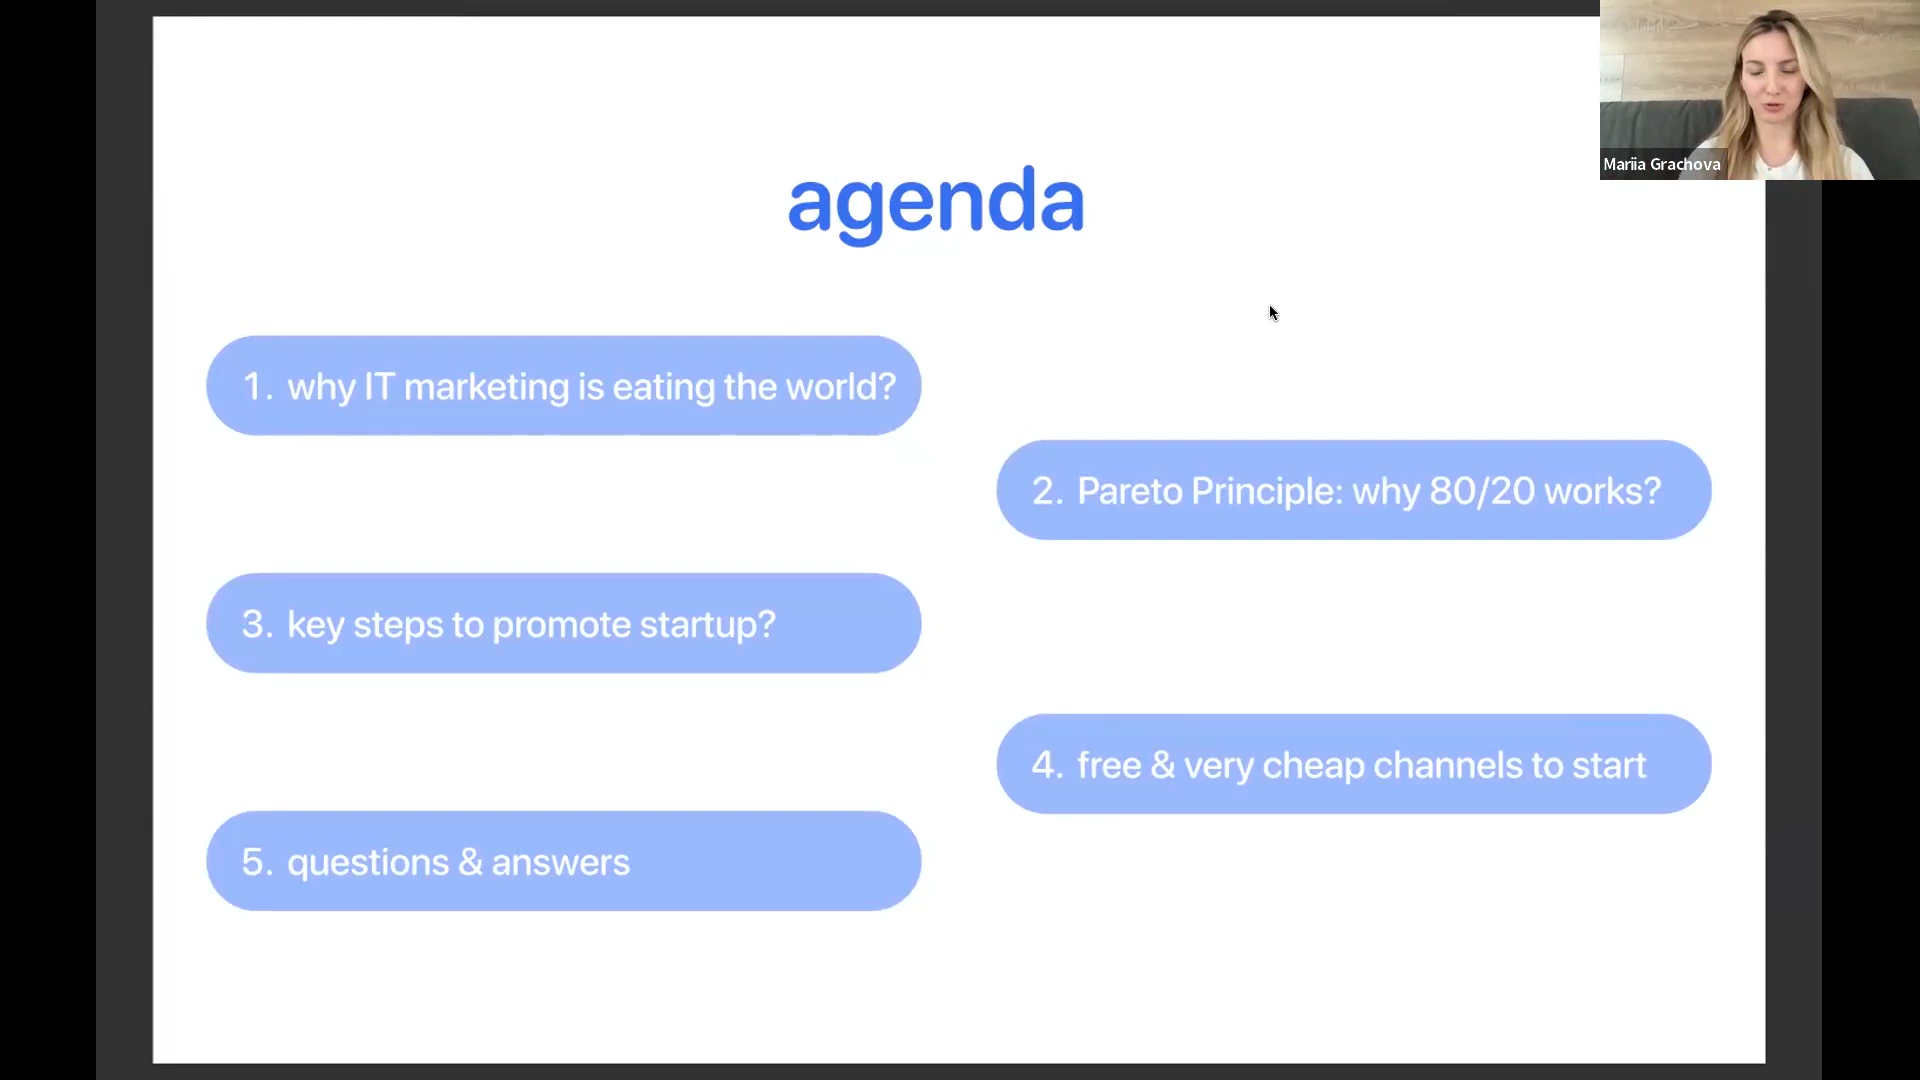 Mariia Grachova
agenda
1. why IT marketing is eating the world?
2. Pareto Principle: why 80/20 works?
3. key steps to promote startup?
4. free & very cheap channels to start
5. questions & answers